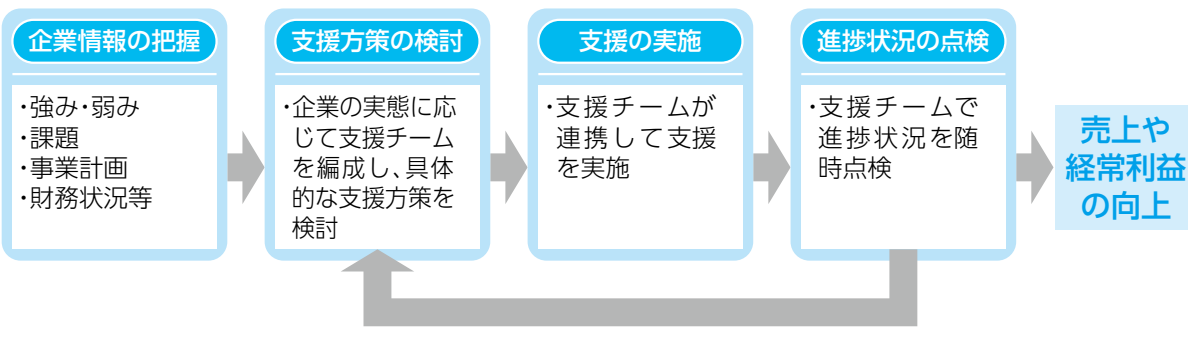 企業情報の把握
・強み・弱み
・課題
・事業計画
・財務状況等
支援方策の検討
・企業の実態に応
じて支援チーム
を編成し、具体
的な支援方策を
検討
支援の実施
・支援チームが
連携して支援
を実施
進捗状況の点検
・支援チームで
進捗状況を随
時点検
売上や
経常利益
の向上